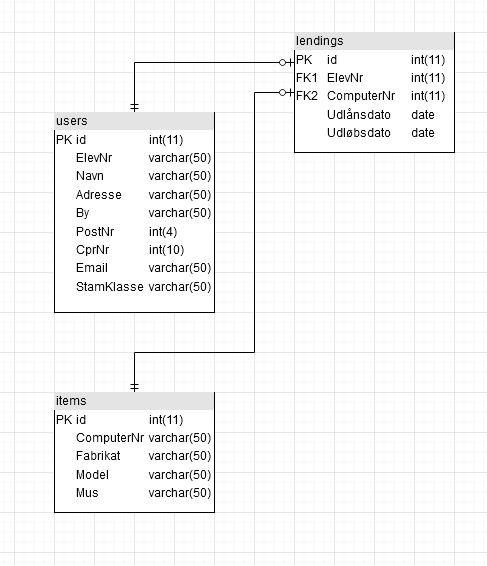 lendings
PK id int(11)
FK1 ElevNr int(11)
FK2 ComputerNr int(11)
Udlånsdato date
Udløbsdato date
users
PK id int(11)
ElevNr varchar(50)
Navn varchar(50)
Adresse varchar(50)
By varchar(50)
PostNr int(4)
CprNr int(10)
Email varchar(50)
StamKlasse varchar(50)
items
PK id int(11)
ComputerNr varchar(50)
Fabrikat varchar(50)
Model varchar(50)
Mus varchar(50)